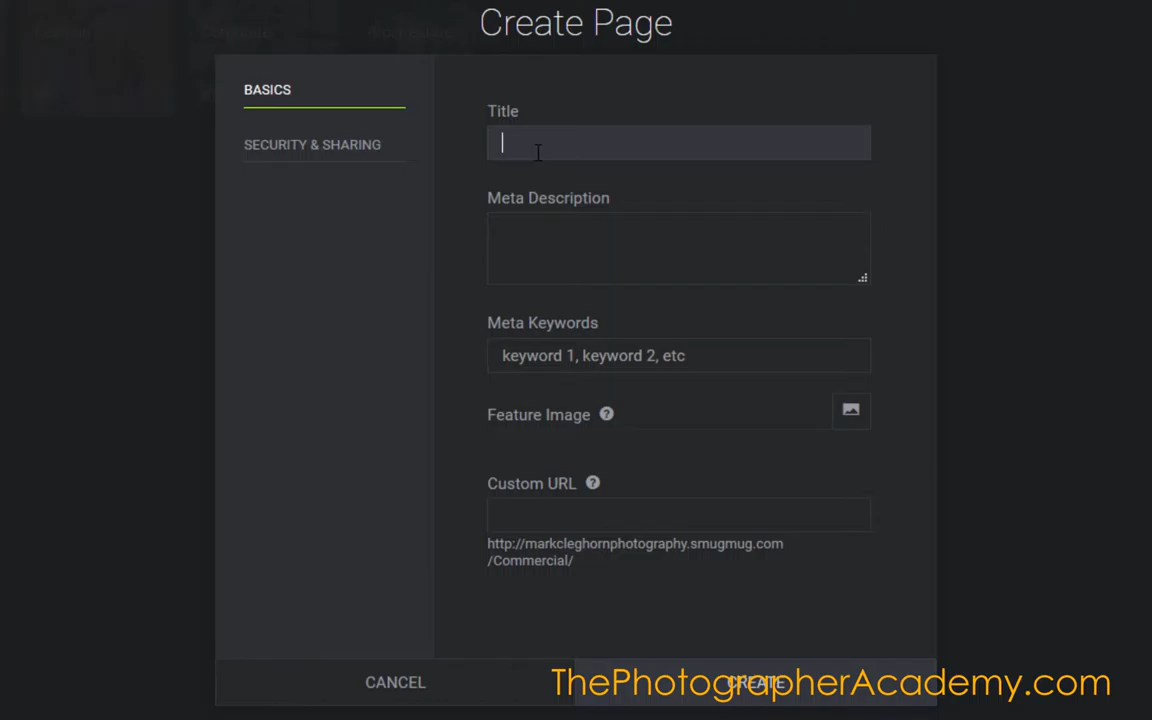 Create Page
BASICS
SECURITY & SHARING
Title
Meta Description
Meta Keywords
keyword 1, keyword 2, etc
Feature Image ?
Custom URL ?
http://markcleghornphotography.smugmug.com
/Commercial/
CANCEL
CREATE
ThePhotographerAcademy.com